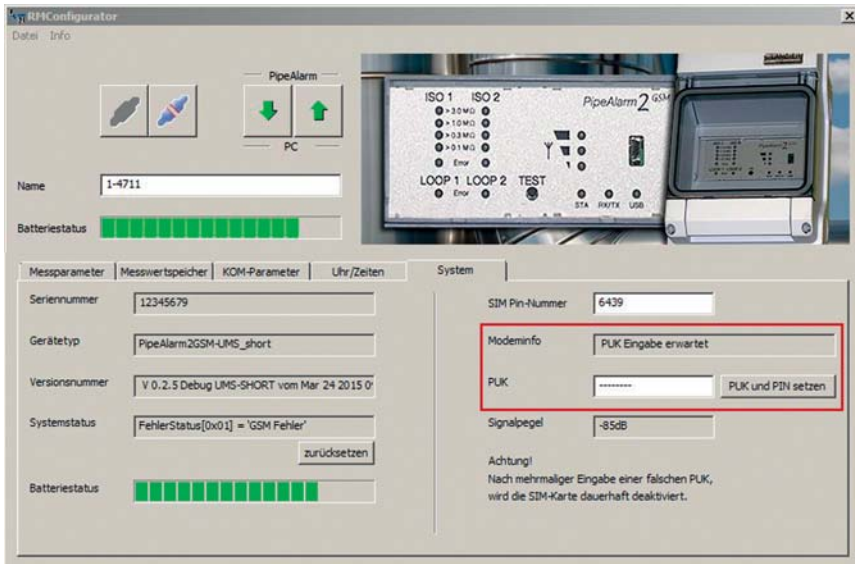 RMConfigurator
Datei Info
PipeAlarm
PC
Name 1-4711
Batteriestatus
ISO 1 ISO 2
PipeAlarm 2 GSM
> 3.0 MΩ
> 1.0 MΩ
> 0.3 MΩ
> 0.1 MΩ
Error
LOOP 1 LOOP 2 TEST
Error
STA RX/TX USB
Messparameter Messwertspeicher KOM-Parameter Uhr/Zeiten System
Seriennummer 12345679
Gerätetyp PipeAlarm2GSM-UMS_short
Versionsnummer V 0.2.5 Debug UMS-SHORT vom Mar 24 2015
Systemstatus FehlerStatus[0x01] = 'GSM Fehler'
zurücksetzen
Batteriestatus
SIM Pin-Nummer 6439
Modeminfo PUK Eingabe erwartet
PUK -------- PUK und PIN setzen
Signalpegel -85dB
Achtung!
Nach mehrmaliger Eingabe einer falschen PUK,
wird die SIM-Karte dauerhaft deaktiviert.